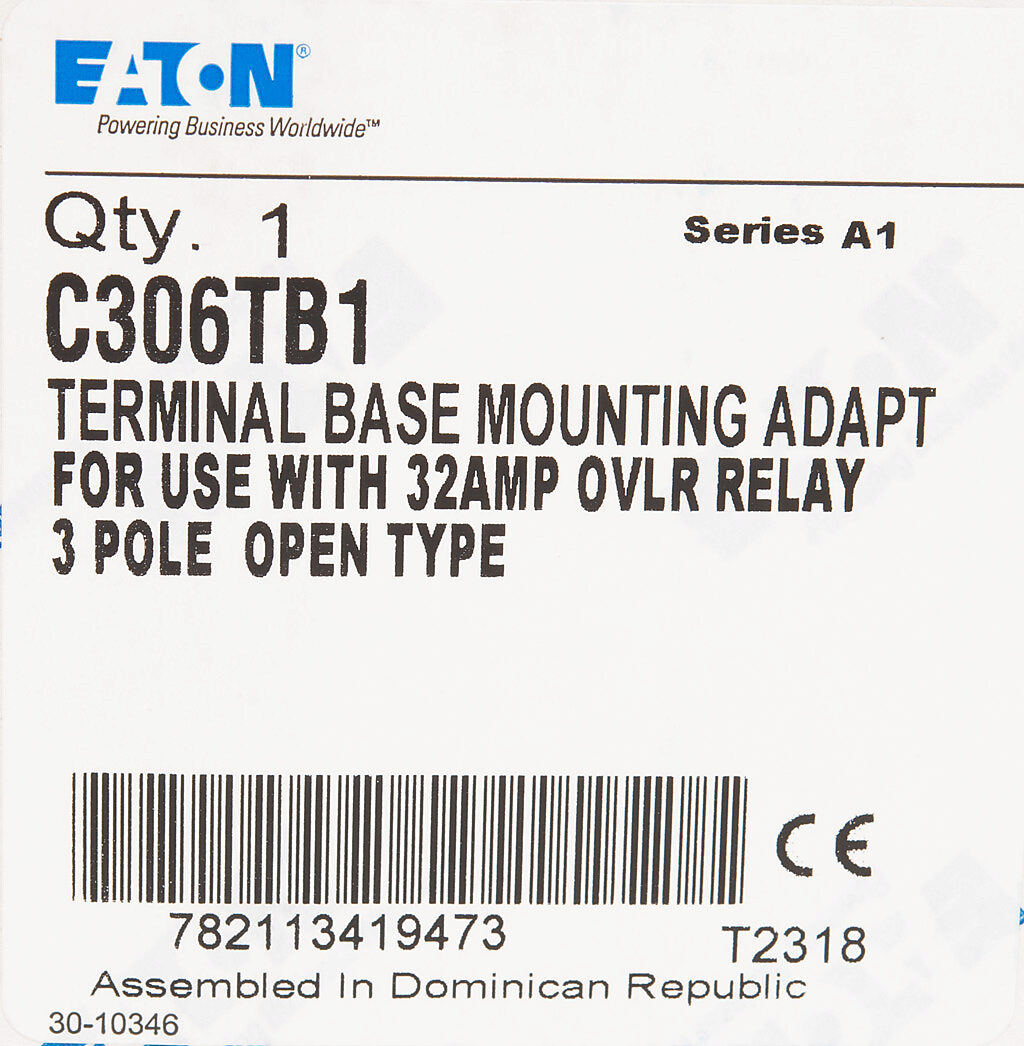 EATON®
Powering Business Worldwide™
Qty. 1 Series A1
C306TB1
TERMINAL BASE MOUNTING ADAPT
FOR USE WITH 32AMP OVLR RELAY
3 POLE OPEN TYPE
CE
782113419473 T2318
Assembled In Dominican Republic
30-10346